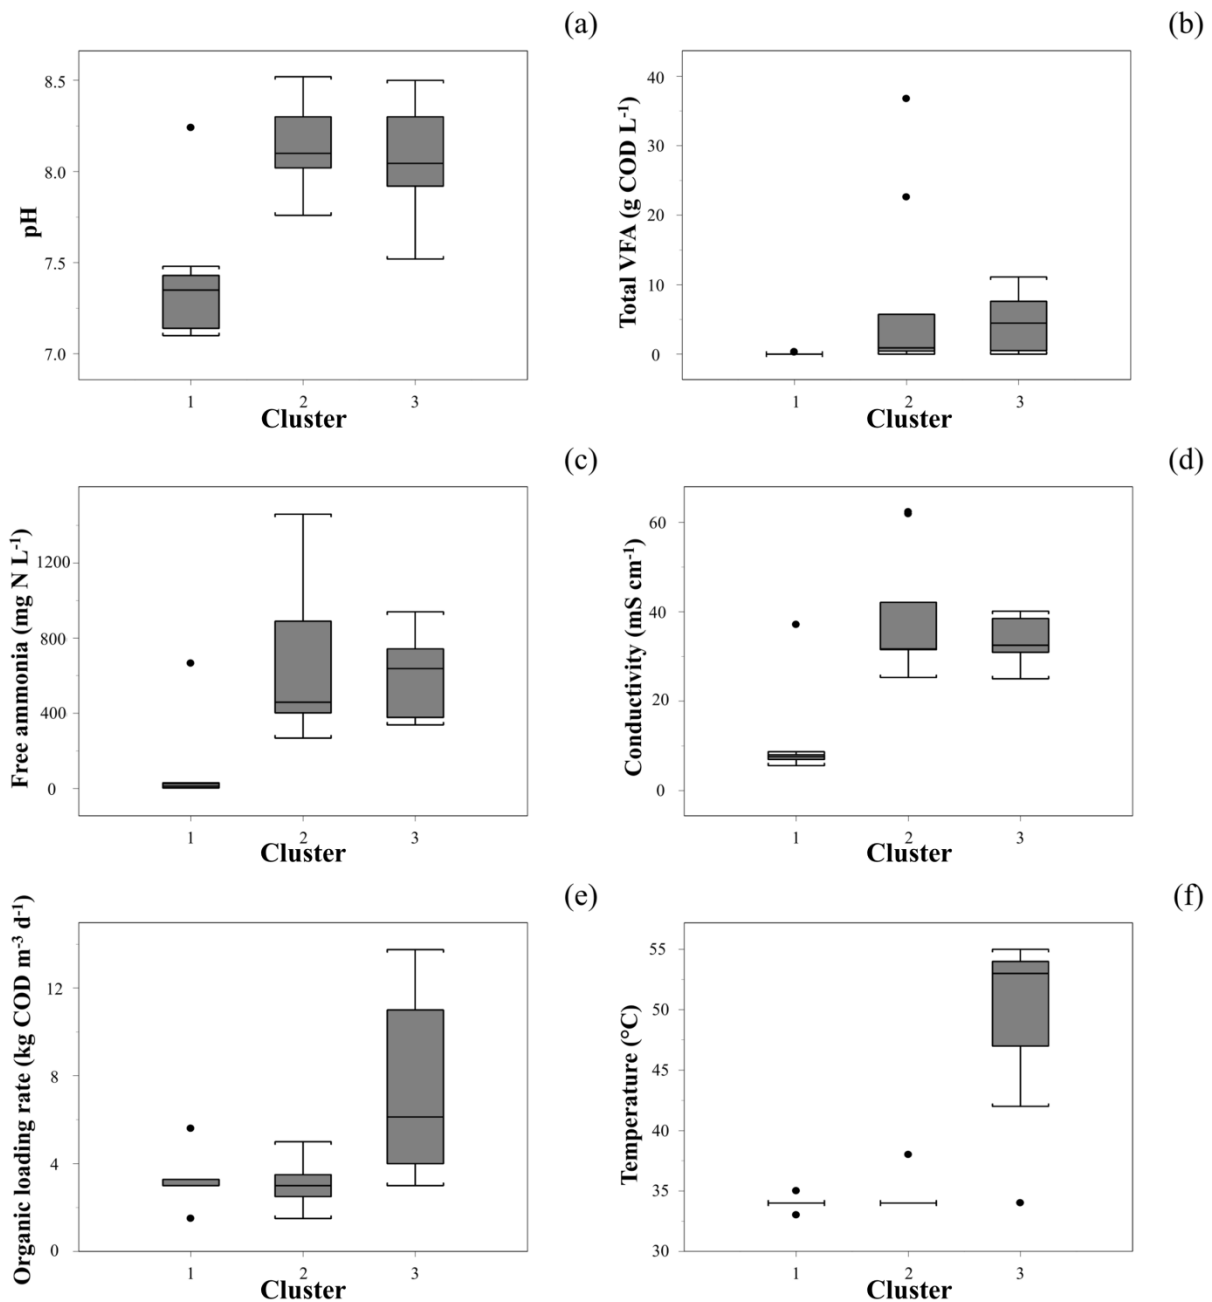 (a)
pH
8.5
8.0
7.5
7.0
1 2 3
Cluster
(b)
Total VFA (g COD L-1)
40
30
20
10
0
1 2 3
Cluster
(c)
Free ammonia (mg N L-1)
1200
800
400
0
1 2 3
Cluster
(d)
Conductivity (mS cm-1)
60
40
20
0
1 2 3
Cluster
(e)
Organic loading rate (kg COD m-3 d-1)
12
8
4
0
1 2 3
Cluster
(f)
Temperature (°C)
55
50
45
40
35
30
1 2 3
Cluster